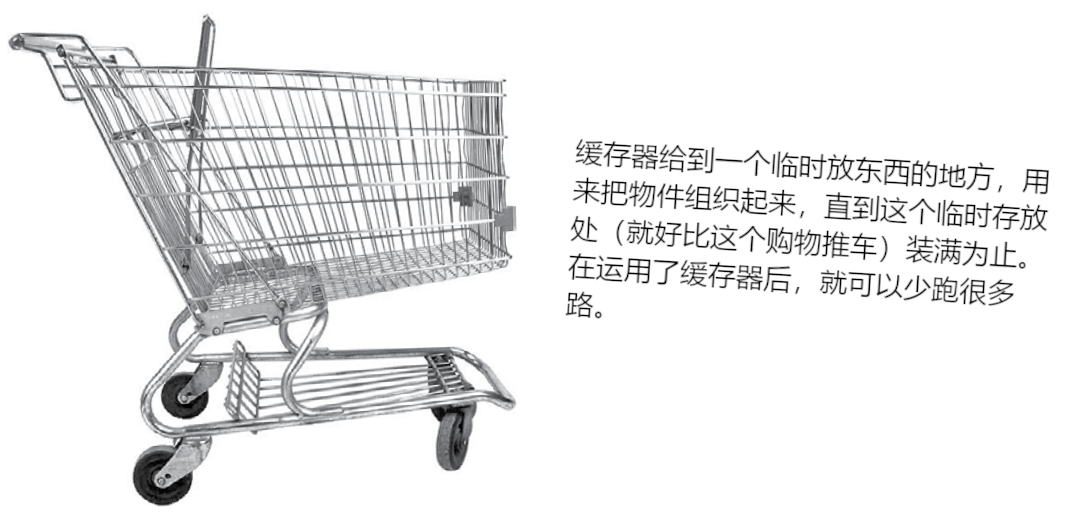 缓存器给到一个临时放东西的地方，用
来把物件组织起来，直到这个临时存放
处（就好比这个购物推车）装满为止。
在运用了缓存器后，就可以少跑很多
路。